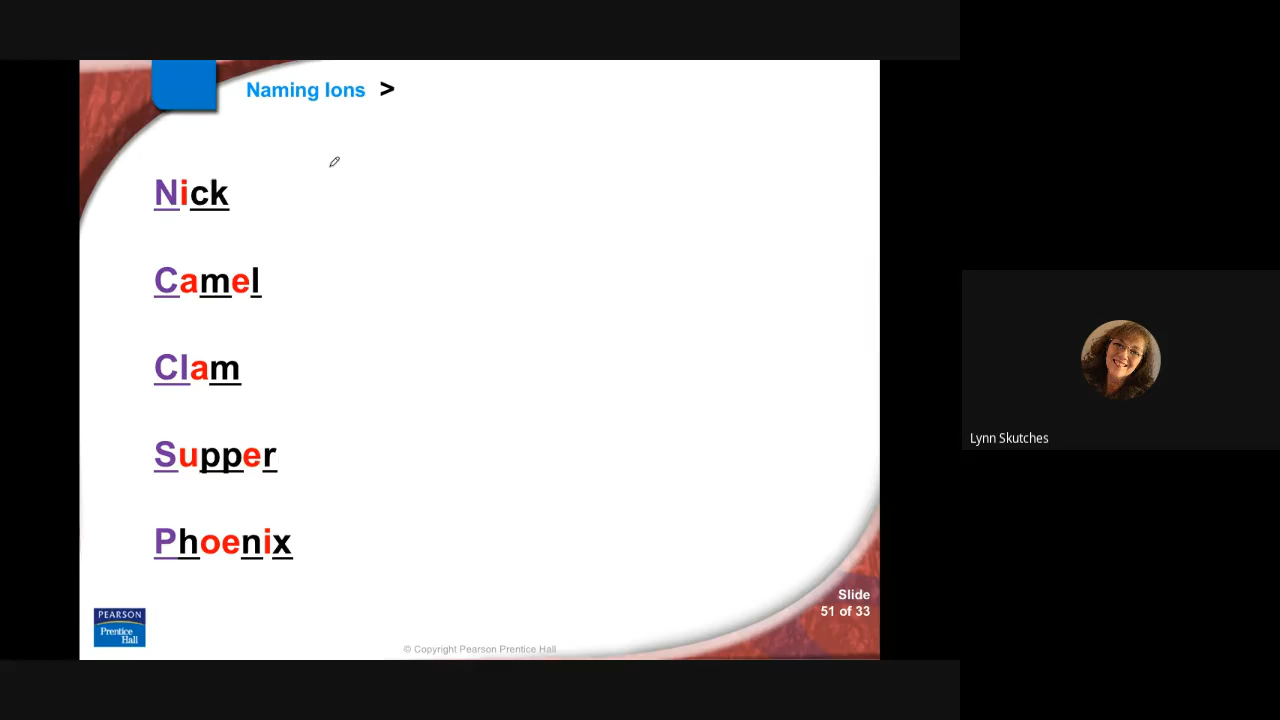 Naming Ions >
Nick
Camel
Clam
Supper
Phoenix
Slide
51 of 33
PEARSON
Prentice
Hall
© Copyright Pearson Prentice Hall
Lynn Skutches